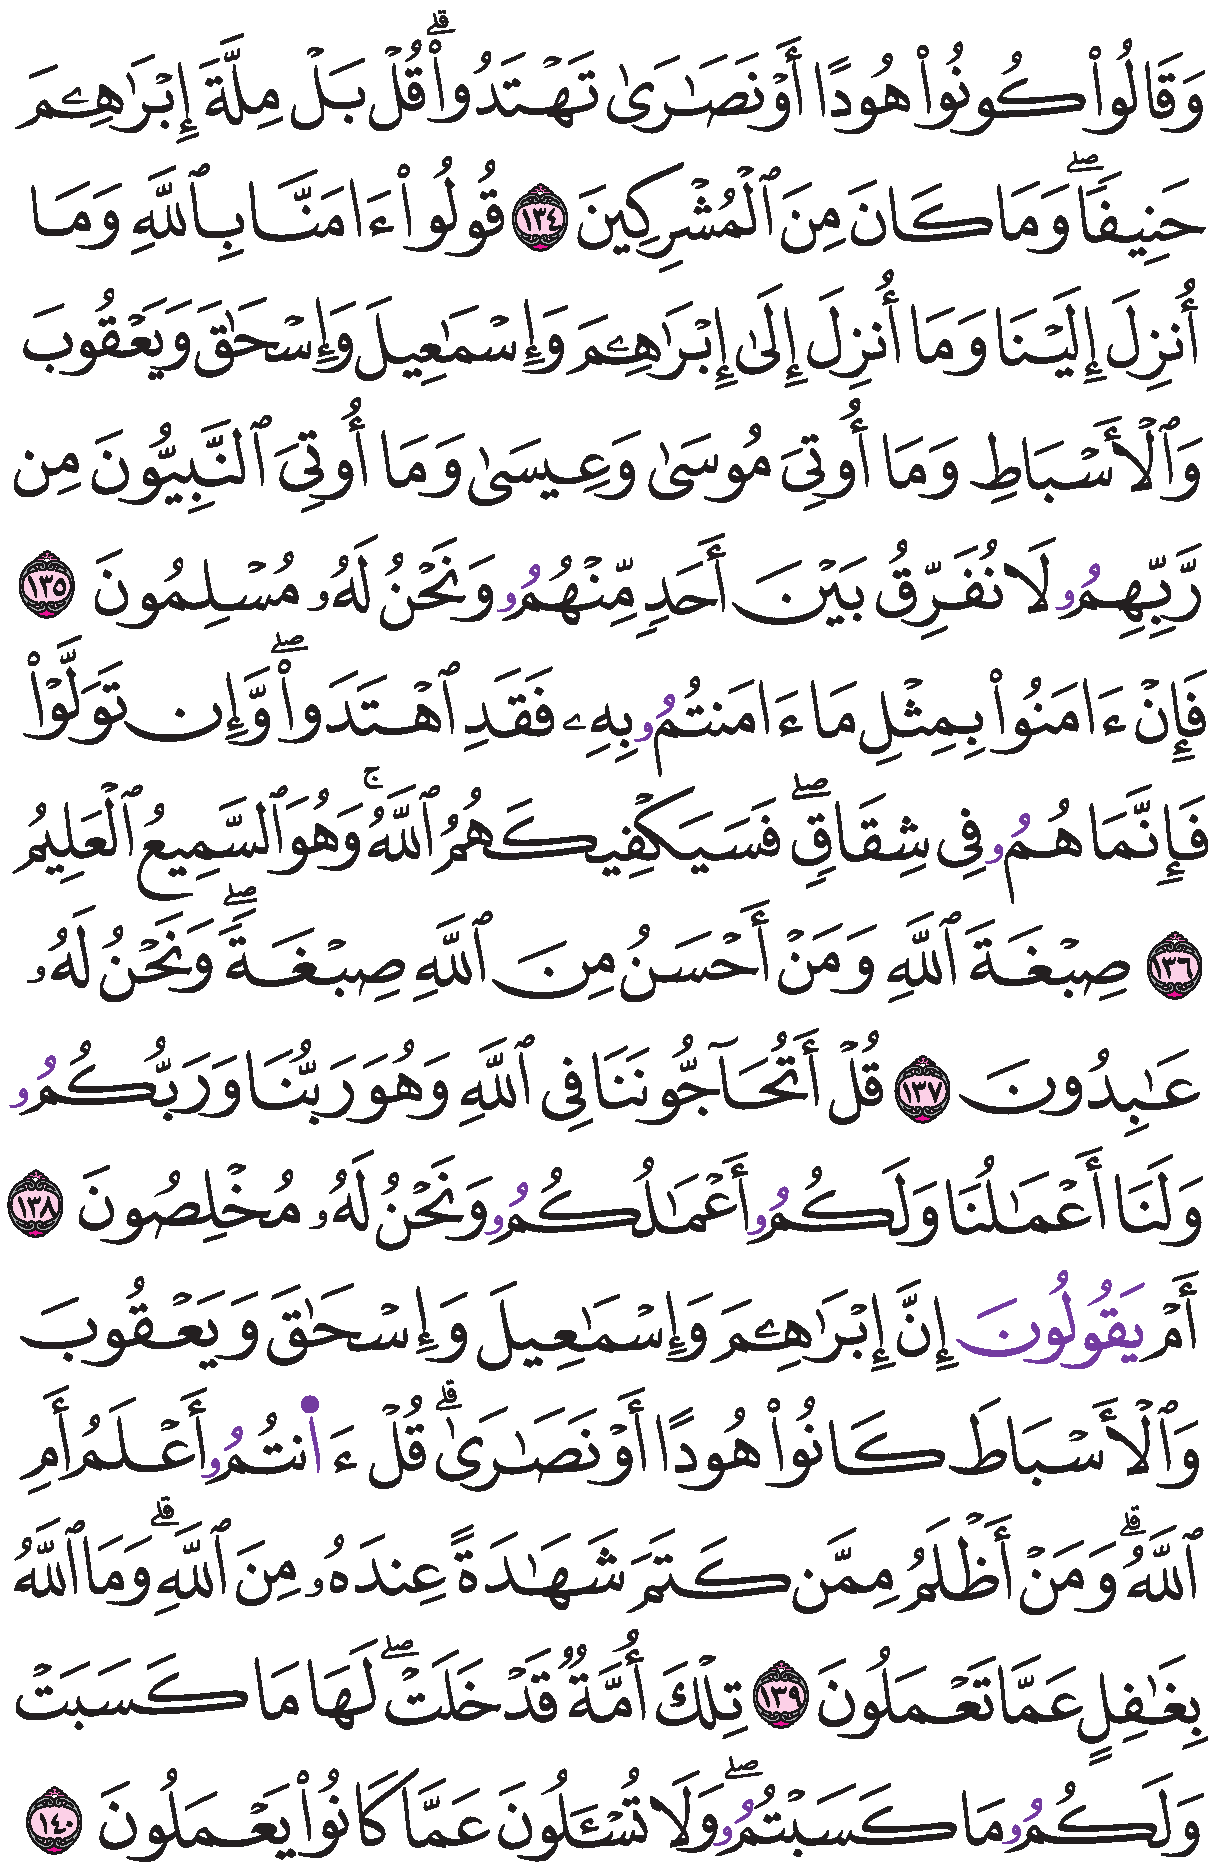 وَقَالُواْ كُونُواْ هُودًا أَوۡ نَصَٰرَىٰ تَهۡتَدُواْۗ قُلۡ بَلۡ مِلَّةَ إِبۡرَٰهِـۧمَ
حَنِيفٗاۖ وَمَا كَانَ مِنَ ٱلۡمُشۡرِكِينَ ١٣٤ قُولُوٓاْ ءَامَنَّا بِٱللَّهِ وَمَا
أُنزِلَ إِلَيۡنَا وَمَا أُنزِلَ إِلَىٰ إِبۡرَٰهِـۧمَ وَإِسۡمَٰعِيلَ وَإِسۡحَٰقَ وَيَعۡقُوبَ
وَٱلۡأَسۡبَاطِ وَمَا أُوتِيَ مُوسَىٰ وَعِيسَىٰ وَمَا أُوتِيَ ٱلنَّبِيُّونَ مِن
رَّبِّهِمُۥ لَا نُفَرِّقُ بَيۡنَ أَحَدٖ مِّنۡهُمُۥ وَنَحۡنُ لَهُۥ مُسۡلِمُونَ ١٣٥
فَإِنۡ ءَامَنُواْ بِمِثۡلِ مَا ءَامَنتُمُۥ بِهِۦ فَقَدِ ٱهۡتَدَواْۖ وَّإِن تَوَلَّوۡاْ
فَإِنَّمَا هُمُۥ فِي شِقَاقٖۖ فَسَيَكۡفِيكَهُمُ ٱللَّهُۚ وَهُوَ ٱلسَّمِيعُ ٱلۡعَلِيمُ
١٣٦ صِبۡغَةَ ٱللَّهِ وَمَنۡ أَحۡسَنُ مِنَ ٱللَّهِ صِبۡغَةٗۖ وَنَحۡنُ لَهُۥ
عَٰبِدُونَ ١٣٧ قُلۡ أَتُحَآجُّونَنَا فِي ٱللَّهِ وَهُوَ رَبُّنَا وَرَبُّكُمُۥ
وَلَنَا أَعۡمَٰلُنَا وَلَكُمُۥ أَعۡمَٰلُكُمُۥ وَنَحۡنُ لَهُۥ مُخۡلِصُونَ ١٣٨
أَمۡ يَقُولُونَ إِنَّ إِبۡرَٰهِـۧمَ وَإِسۡمَٰعِيلَ وَإِسۡحَٰقَ وَيَعۡقُوبَ
وَٱلۡأَسۡبَاطَ كَانُواْ هُودًا أَوۡ نَصَٰرَىٰۗ قُلۡ ءَا۬نتُمُۥ أَعۡلَمُ أَمِ
ٱللَّهُۗ وَمَنۡ أَظۡلَمُ مِمَّن كَتَمَ شَهَٰدَةً عِندَهُۥ مِنَ ٱللَّهِۗ وَمَا ٱللَّهُ
بِغَٰفِلٍ عَمَّا تَعۡمَلُونَ ١٣٩ تِلۡكَ أُمَّةٞ قَدۡ خَلَتۡۖ لَهَا مَا كَسَبَتۡ
وَلَكُمُۥ مَا كَسَبۡتُمُۥۖ وَلَا تُسۡـَٔلُونَ عَمَّا كَانُواْ يَعۡمَلُونَ ١٤٠